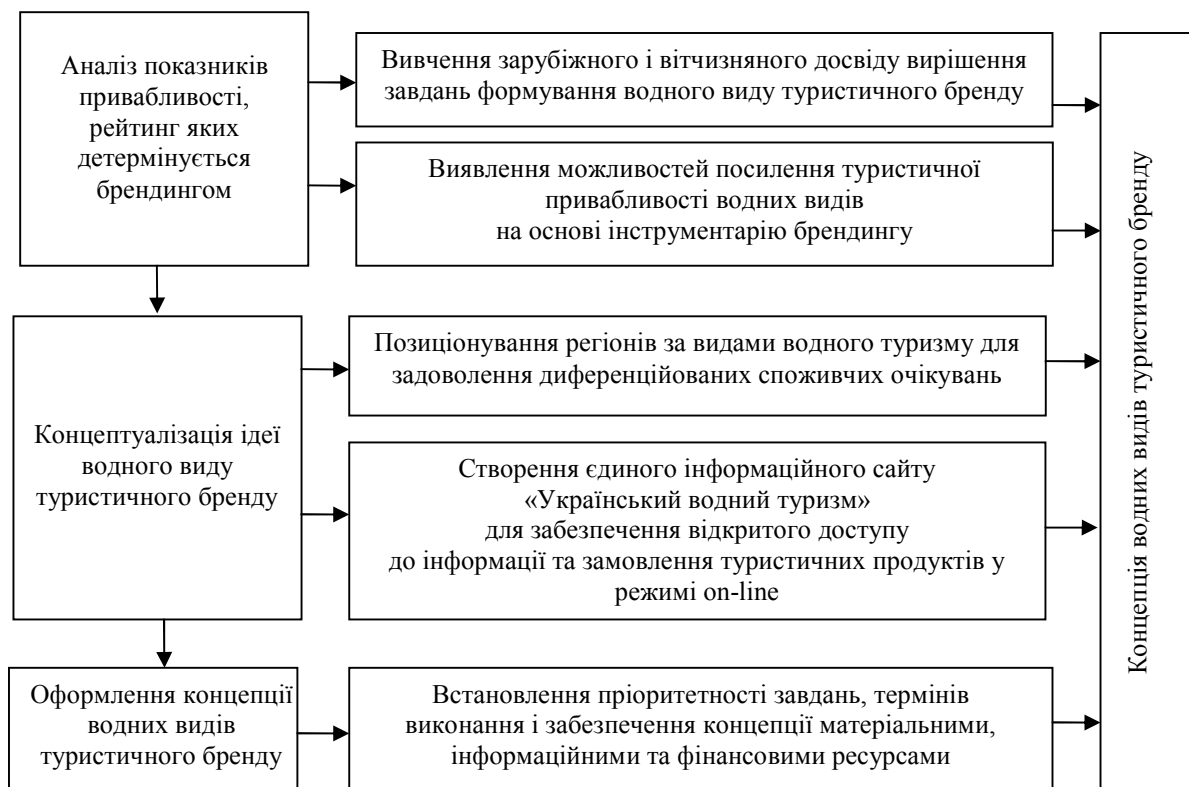 Аналіз показників
привабливості,
рейтинг яких
детермінується
брендингом
Вивчення зарубіжного і вітчизняного досвіду вирішення
завдань формування водного виду туристичного бренду
Виявлення можливостей посилення туристичної
привабливості водних видів
на основі інструментарію брендингу
Концептуалізація ідеї
водного виду
туристичного бренду
Позиціонування регіонів за видами водного туризму для
задоволення диференційованих споживчих очікувань
Створення єдиного інформаційного сайту
«Український водний туризм»
для забезпечення відкритого доступу
до інформації та замовлення туристичних продуктів у
режимі on-line
Оформлення концепції
водних видів
туристичного бренду
Встановлення пріоритетності завдань, термінів
виконання і забезпечення концепції матеріальними,
інформаційними та фінансовими ресурсами
Концепція водних видів туристичного бренду